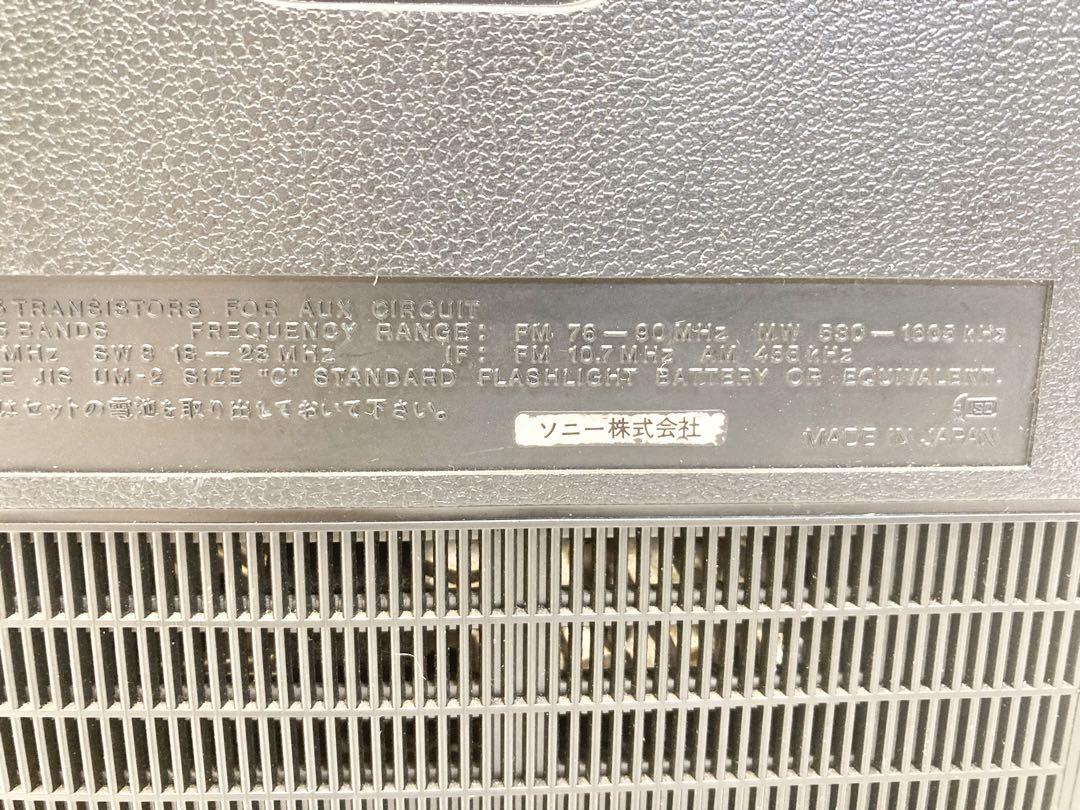 TRANSISTORS FOR AUX CIRCUIT
5 BANDS FREQUENCY RANGE: FM 76—90 MHz MW 530—1605 kHz
MHz SW3 18—26 MHz IF: FM 10.7 MHz AM 455 kHz
E JIS UM-2 SIZE "C" STANDARD FLASHLIGHT BATTERY OR EQUIVALENT.
はセットの電池を取り出しておいて下さい。
ソニー株式会社
MADE IN JAPAN